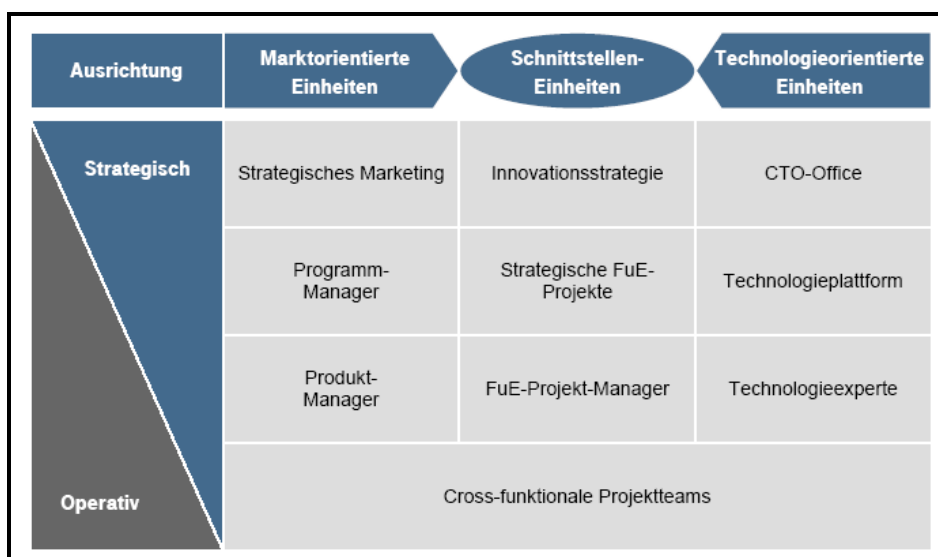 Ausrichtung
Marktorientierte
Einheiten
Schnittstellen-
Einheiten
Technologieorientierte
Einheiten
Strategisch
Strategisches Marketing
Innovationsstrategie
CTO-Office
Programm-
Manager
Strategische FuE-
Projekte
Technologieplattform
Produkt-
Manager
FuE-Projekt-Manager
Technologieexperte
Operativ
Cross-funktionale Projektteams